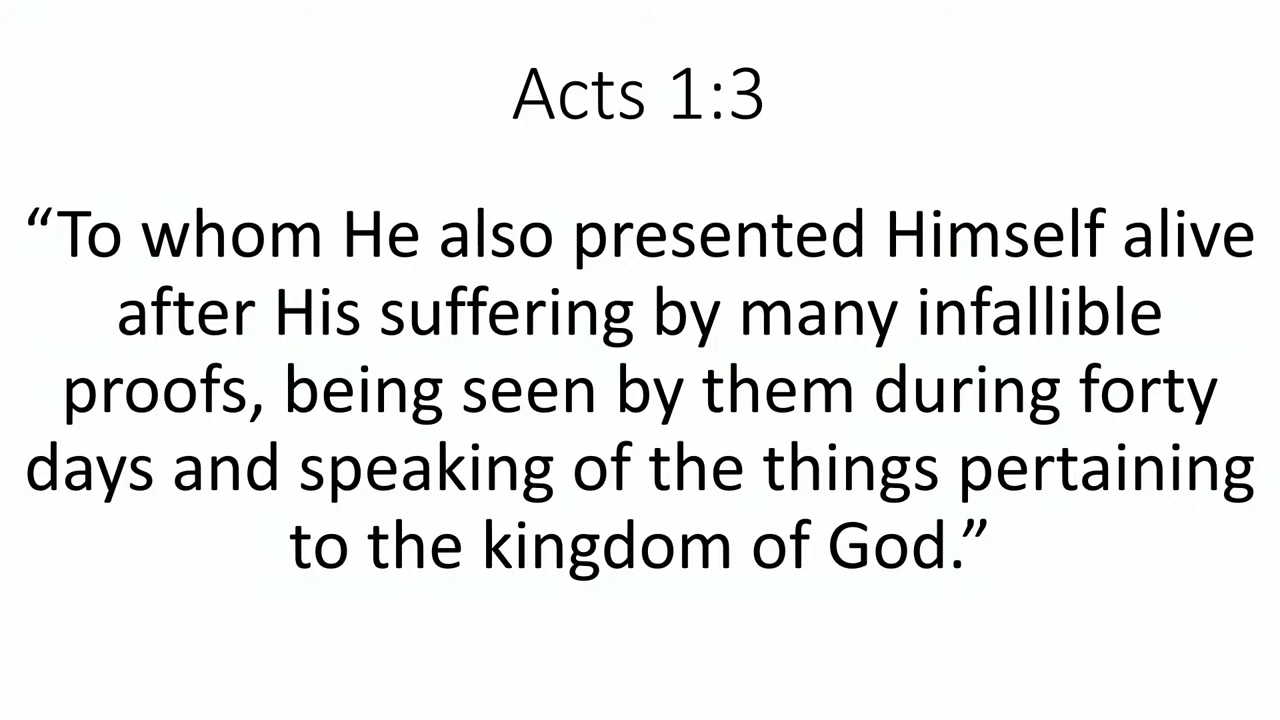 Acts 1:3
“To whom He also presented Himself alive
after His suffering by many infallible
proofs, being seen by them during forty
days and speaking of the things pertaining
to the kingdom of God.”